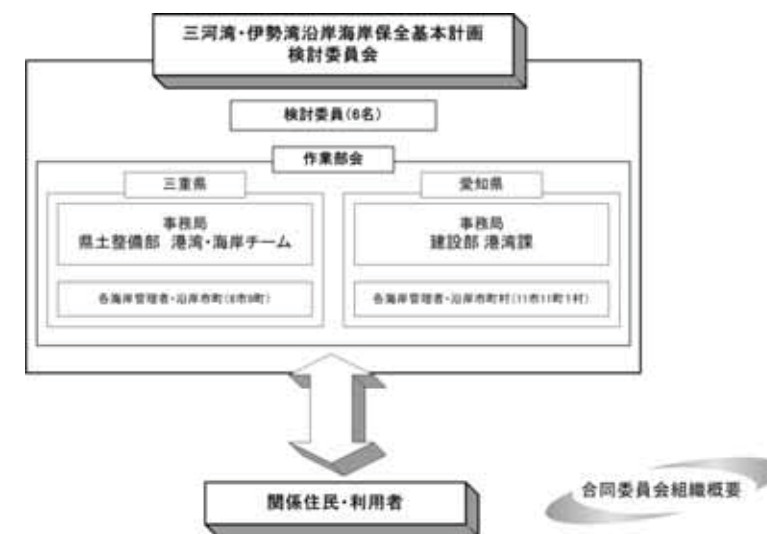 三河湾・伊勢湾沿岸海岸保全基本計画
検討委員会
検討委員(6名)
作業部会
三重県
事務局
県土整備部 港湾・海岸チーム
各海岸管理者・沿岸市町(6市9町)
愛知県
事務局
建設部 港湾課
各海岸管理者・沿岸市町村(11市11町1村)
関係住民・利用者
合同委員会組織概要